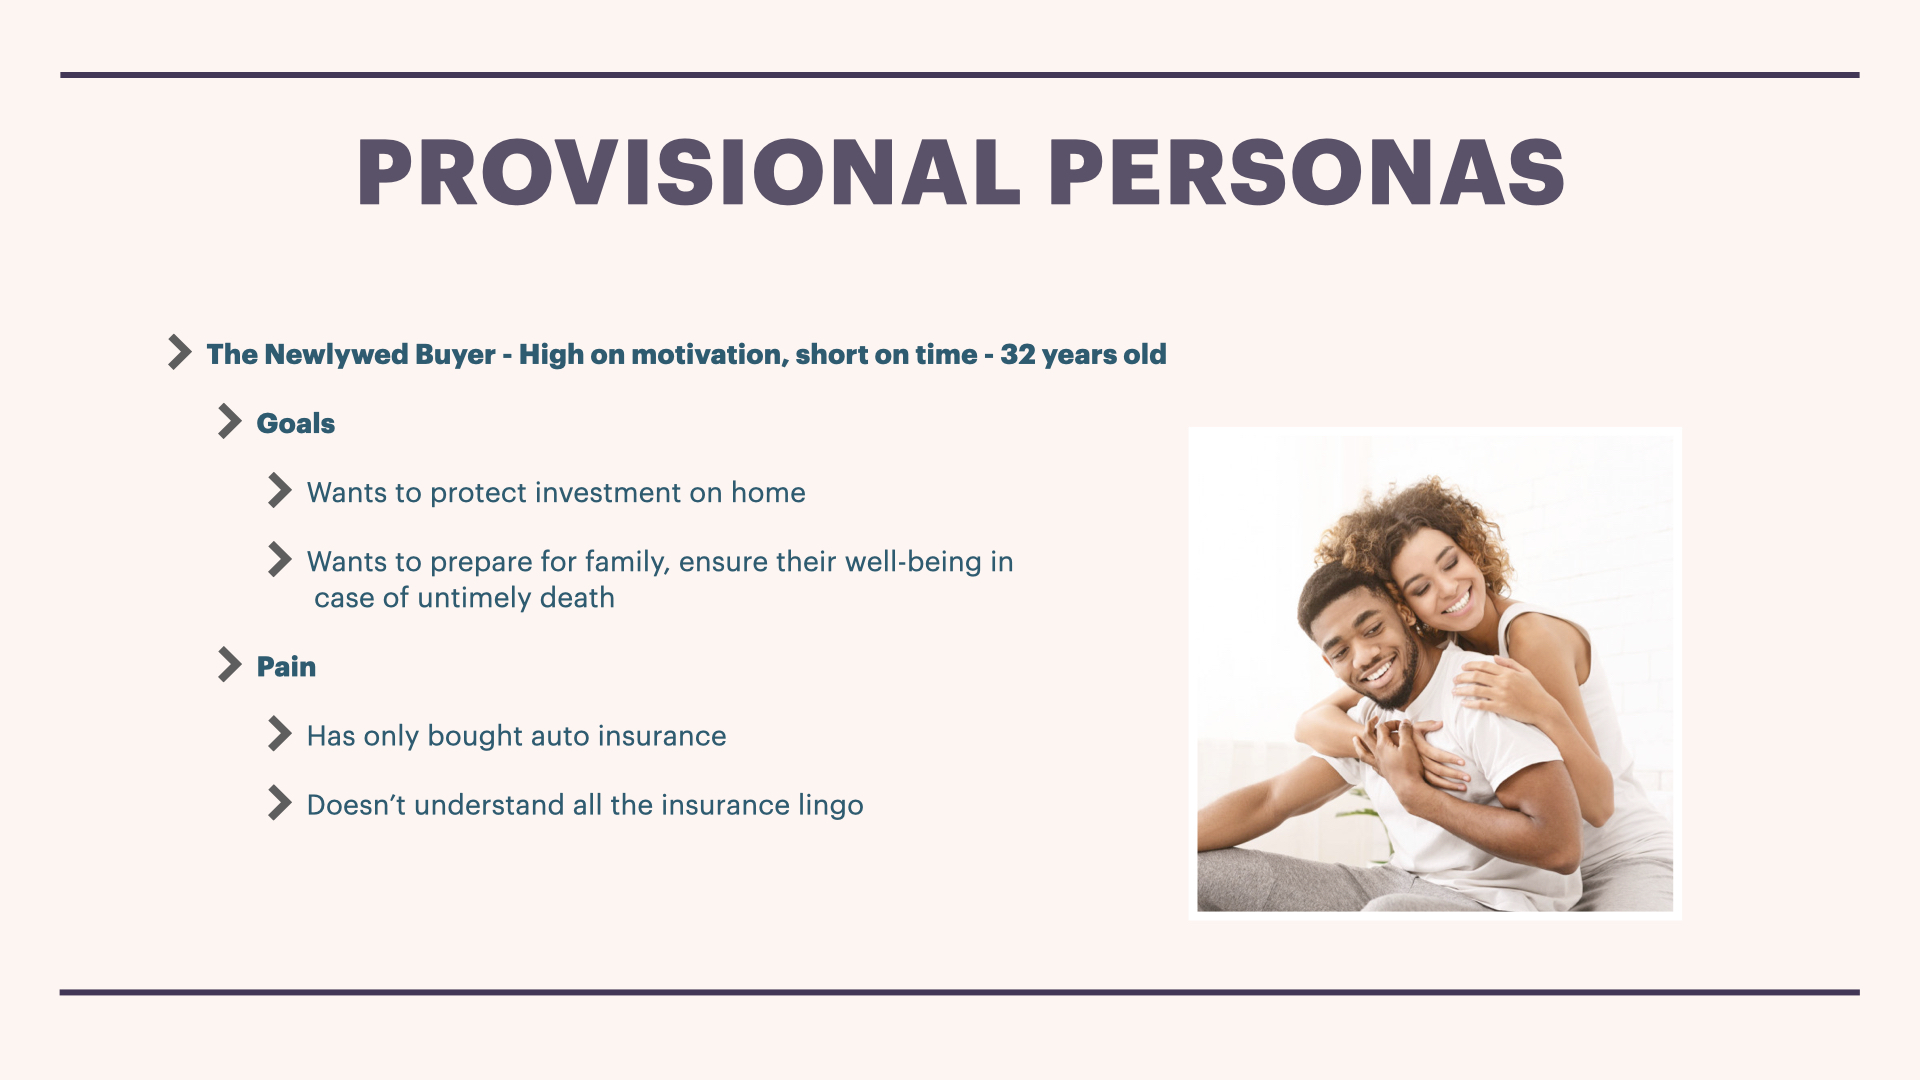 PROVISIONAL PERSONAS
The Newlywed Buyer - High on motivation, short on time - 32 years old
Goals
Wants to protect investment on home
Wants to prepare for family, ensure their well-being in
case of untimely death
Pain
Has only bought auto insurance
Doesn’t understand all the insurance lingo